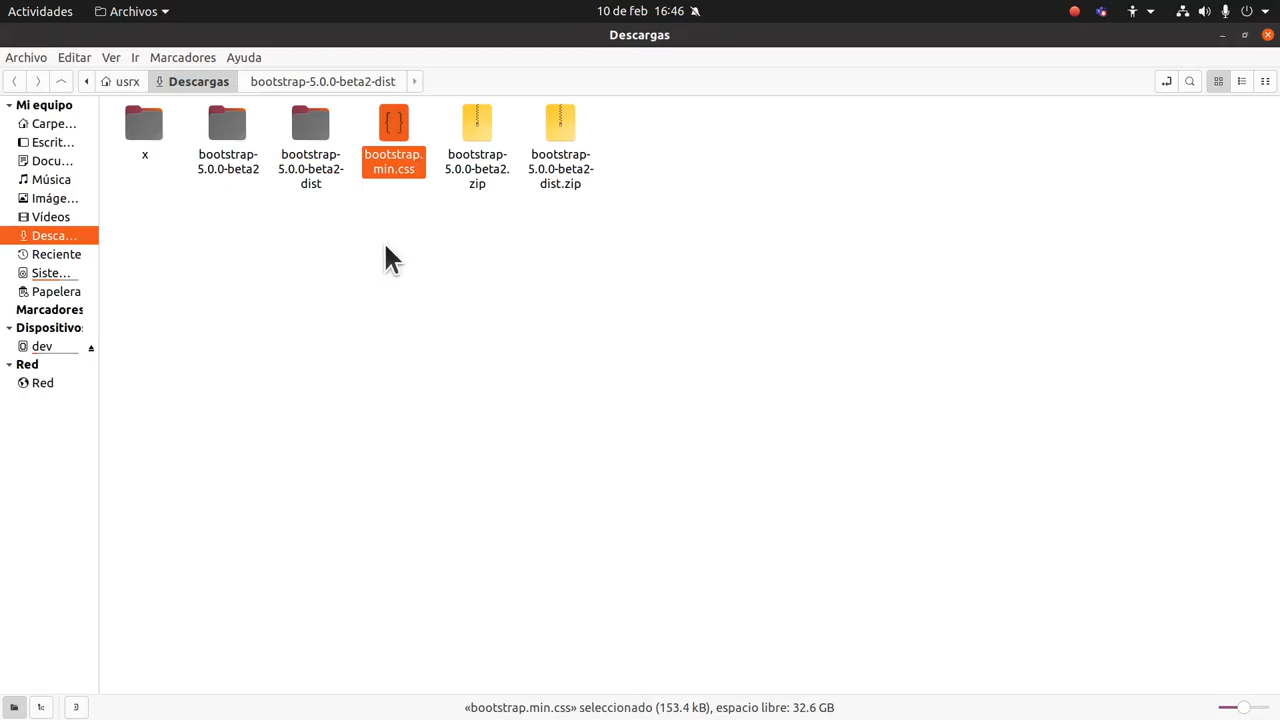 Actividades
Archivos
10 de feb 16:46
Descargas
Archivo Editar Ver Ir Marcadores Ayuda
usrx Descargas bootstrap-5.0.0-beta2-dist
Mi equipo
Carpe...
Escrit...
Docu...
Música
Imáge...
Vídeos
Desca...
Reciente
Siste...
Papelera
Marcadores
Dispositivo
dev
Red
Red
x
bootstrap-
5.0.0-beta2
bootstrap-
5.0.0-beta2-
dist
bootstrap.
min.css
bootstrap-
5.0.0-beta2.
zip
bootstrap-
5.0.0-beta2-
dist.zip
«bootstrap.min.css» seleccionado (153.4 kB), espacio libre: 32.6 GB